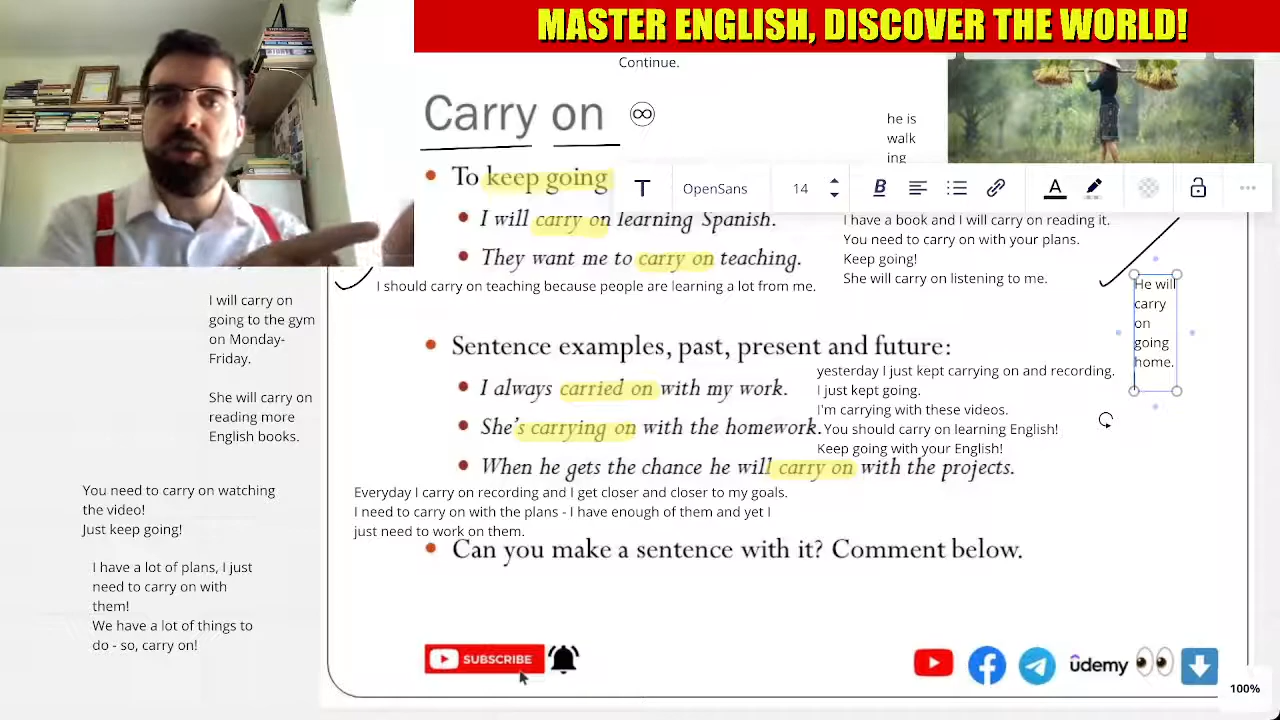 MASTER ENGLISH, DISCOVER THE WORLD!
Continue.
Carry on
he is
walk
ing
To keep going
OpenSans
14
I will carry on learning Spanish.
I have a book and I will carry on reading it.
You need to carry on with your plans.
Keep going!
She will carry on listening to me.
They want me to carry on teaching.
I should carry on teaching because people are learning a lot from me.
He will
carry
on
going
home.
I will carry on
going to the gym
on Monday-
Friday.
She will carry on
reading more
English books.
Sentence examples, past, present and future:
yesterday I just kept carrying on and recording.
I just kept going.
I'm carrying with these videos.
You should carry on learning English!
Keep going with your English!
I always carried on with my work.
She's carrying on with the homework.
When he gets the chance he will carry on with the projects.
You need to carry on watching
the video!
Just keep going!
Everyday I carry on recording and I get closer and closer to my goals.
I need to carry on with the plans - I have enough of them and yet I
just need to work on them.
Can you make a sentence with it? Comment below.
I have a lot of plans, I just
need to carry on with
them!
We have a lot of things to
do - so, carry on!
SUBSCRIBE
ûdemy
100%